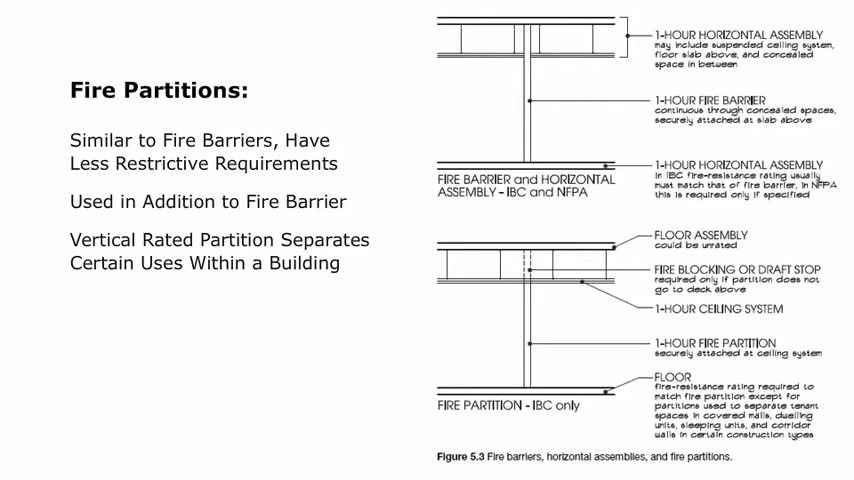 Fire Partitions:
Similar to Fire Barriers, Have
Less Restrictive Requirements
Used in Addition to Fire Barrier
Vertical Rated Partition Separates
Certain Uses Within a Building
1-HOUR HORIZONTAL ASSEMBLY
may include suspended ceiling system,
floor slab above, and concealed
space in between
1-HOUR FIRE BARRIER
continuous through concealed spaces,
securely attached at slab above
1-HOUR HORIZONTAL ASSEMBLY
in IBC fire-resistance rating usually
must match that of fire barrier, in NFPA
this is required only if specified
FIRE BARRIER and HORIZONTAL
ASSEMBLY - IBC and NFPA
FLOOR ASSEMBLY
could be unrated
FIRE BLOCKING OR DRAFT STOP
required only if partition does not
go to deck above
1-HOUR CEILING SYSTEM
1-HOUR FIRE PARTITION
securely attached at ceiling system
FLOOR
fire-resistance rating required to
match fire partition except for
partitions used to separate tenant
spaces in covered malls, dwelling
units, sleeping units, and corridor
walls in certain construction types
FIRE PARTITION - IBC only
Figure 5.3 Fire barriers, horizontal assemblies, and fire partitions.